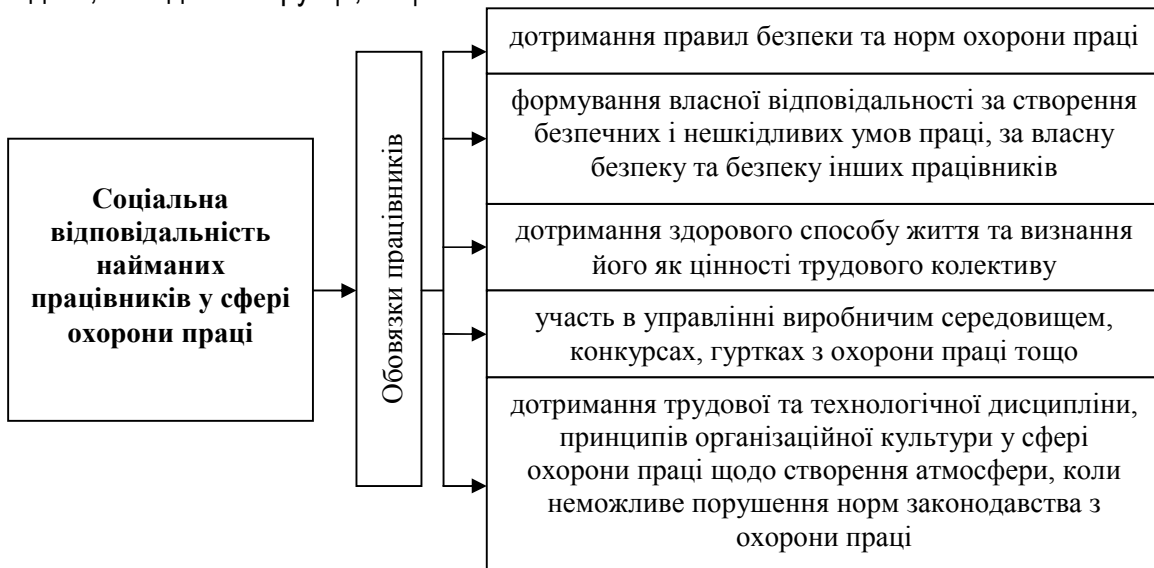 Соціальна
відповідальність
найманих
працівників у сфері
охорони праці
Обовязки працівників
дотримання правил безпеки та норм охорони праці
формування власної відповідальності за створення
безпечних і нешкідливих умов праці, за власну
безпеку та безпеку інших працівників
дотримання здорового способу життя та визнання
його як цінності трудового колективу
участь в управлінні виробничим середовищем,
конкурсах, гуртках з охорони праці тощо
дотримання трудової та технологічної дисципліни,
принципів організаційної культури у сфері
охорони праці щодо створення атмосфери, коли
неможливе порушення норм законодавства з
охорони праці